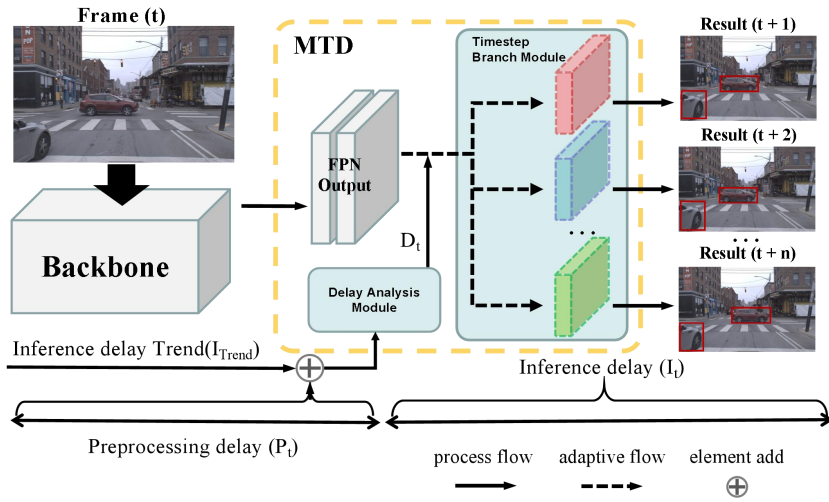 Frame (t)
MTD
Timestep
Branch Module
Result (t + 1)
FPN
Output
Result (t + 2)
Backbone
D_t
. . .
. . .
Delay Analysis
Module
Result (t + n)
Inference delay Trend(I_Trend)
Inference delay (I_t)
Preprocessing delay (P_t)
process flow
adaptive flow
element add